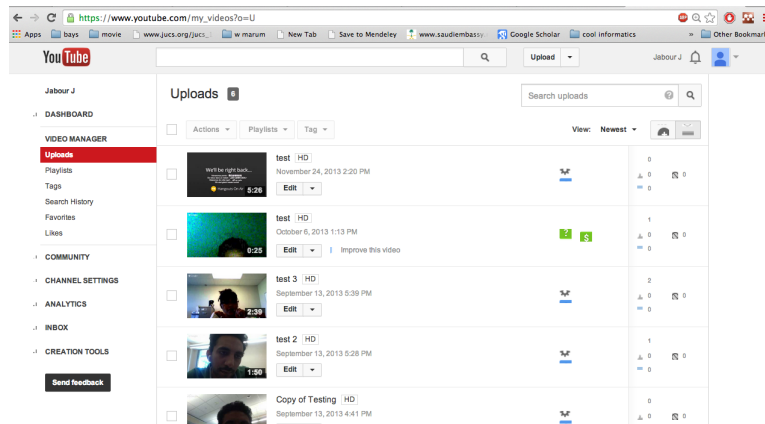 https://www.youtube.com/my_videos?o=U
Apps bays movie www.jucs.org/jucs_ w marum New Tab Save to Mendeley www.saudiembassy. Google Scholar cool informatics » Other Bookmar
YouTube Upload Jabour J
Jabour J
DASHBOARD
VIDEO MANAGER
Uploads
Playlists
Tags
Search History
Favorites
Likes
COMMUNITY
CHANNEL SETTINGS
ANALYTICS
INBOX
CREATION TOOLS
Send feedback
Uploads 6 Search uploads
Actions Playlists Tag View: Newest
test HD
November 24, 2013 2:20 PM
Edit
We'll be right back...
Hangouts On Air
5:26
0
0 0
0
test HD
October 6, 2013 1:13 PM
Edit Improve this video
0:25
? $
1
0 0
0
test 3 HD
September 13, 2013 5:39 PM
Edit
2:39
2
0 0
0
test 2 HD
September 13, 2013 5:28 PM
Edit
1:50
1
0 0
0
Copy of Testing HD
September 13, 2013 4:41 PM
0
0 0